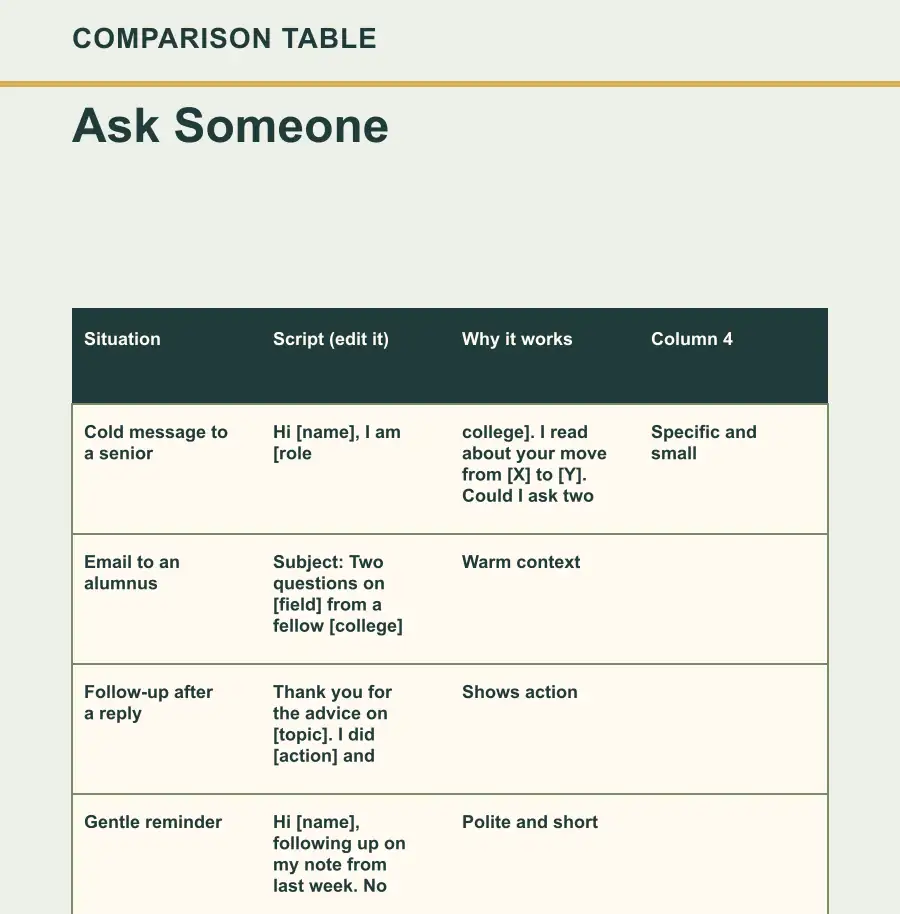 COMPARISON TABLE
Ask Someone
Situation
Script (edit it)
Why it works
Column 4
Cold message to
a senior
Hi [name], I am
[role
college]. I read
about your move
from [X] to [Y].
Could I ask two
Specific and
small
Email to an
alumnus
Subject: Two
questions on
[field] from a
fellow [college]
Warm context
Follow-up after
a reply
Thank you for
the advice on
[topic]. I did
[action] and
Shows action
Gentle reminder
Hi [name],
following up on
my note from
last week. No
Polite and short